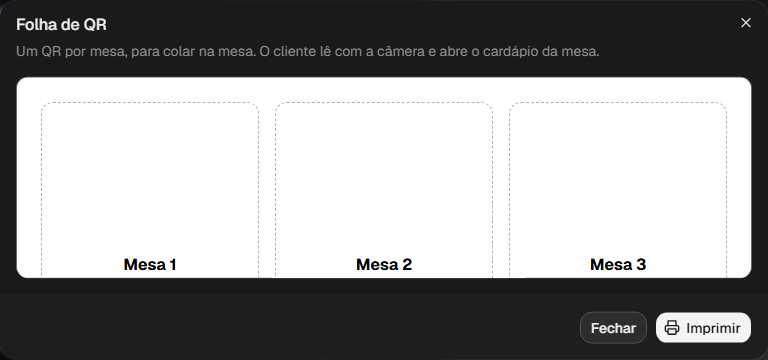 Folha de QR
Um QR por mesa, para colar na mesa. O cliente lê com a câmera e abre o cardápio da mesa.
Mesa 1
Mesa 2
Mesa 3
Fechar
Imprimir